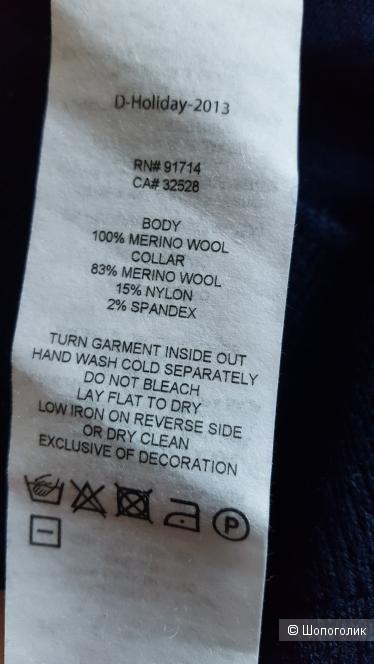 D-Holiday-2013
RN# 91714
CA# 32528
BODY
100% MERINO WOOL
COLLAR
83% MERINO WOOL
15% NYLON
2% SPANDEX
TURN GARMENT INSIDE OUT
HAND WASH COLD SEPARATELY
DO NOT BLEACH
LAY FLAT TO DRY
LOW IRON ON REVERSE SIDE
OR DRY CLEAN
EXCLUSIVE OF DECORATION
P
© Шопоголик